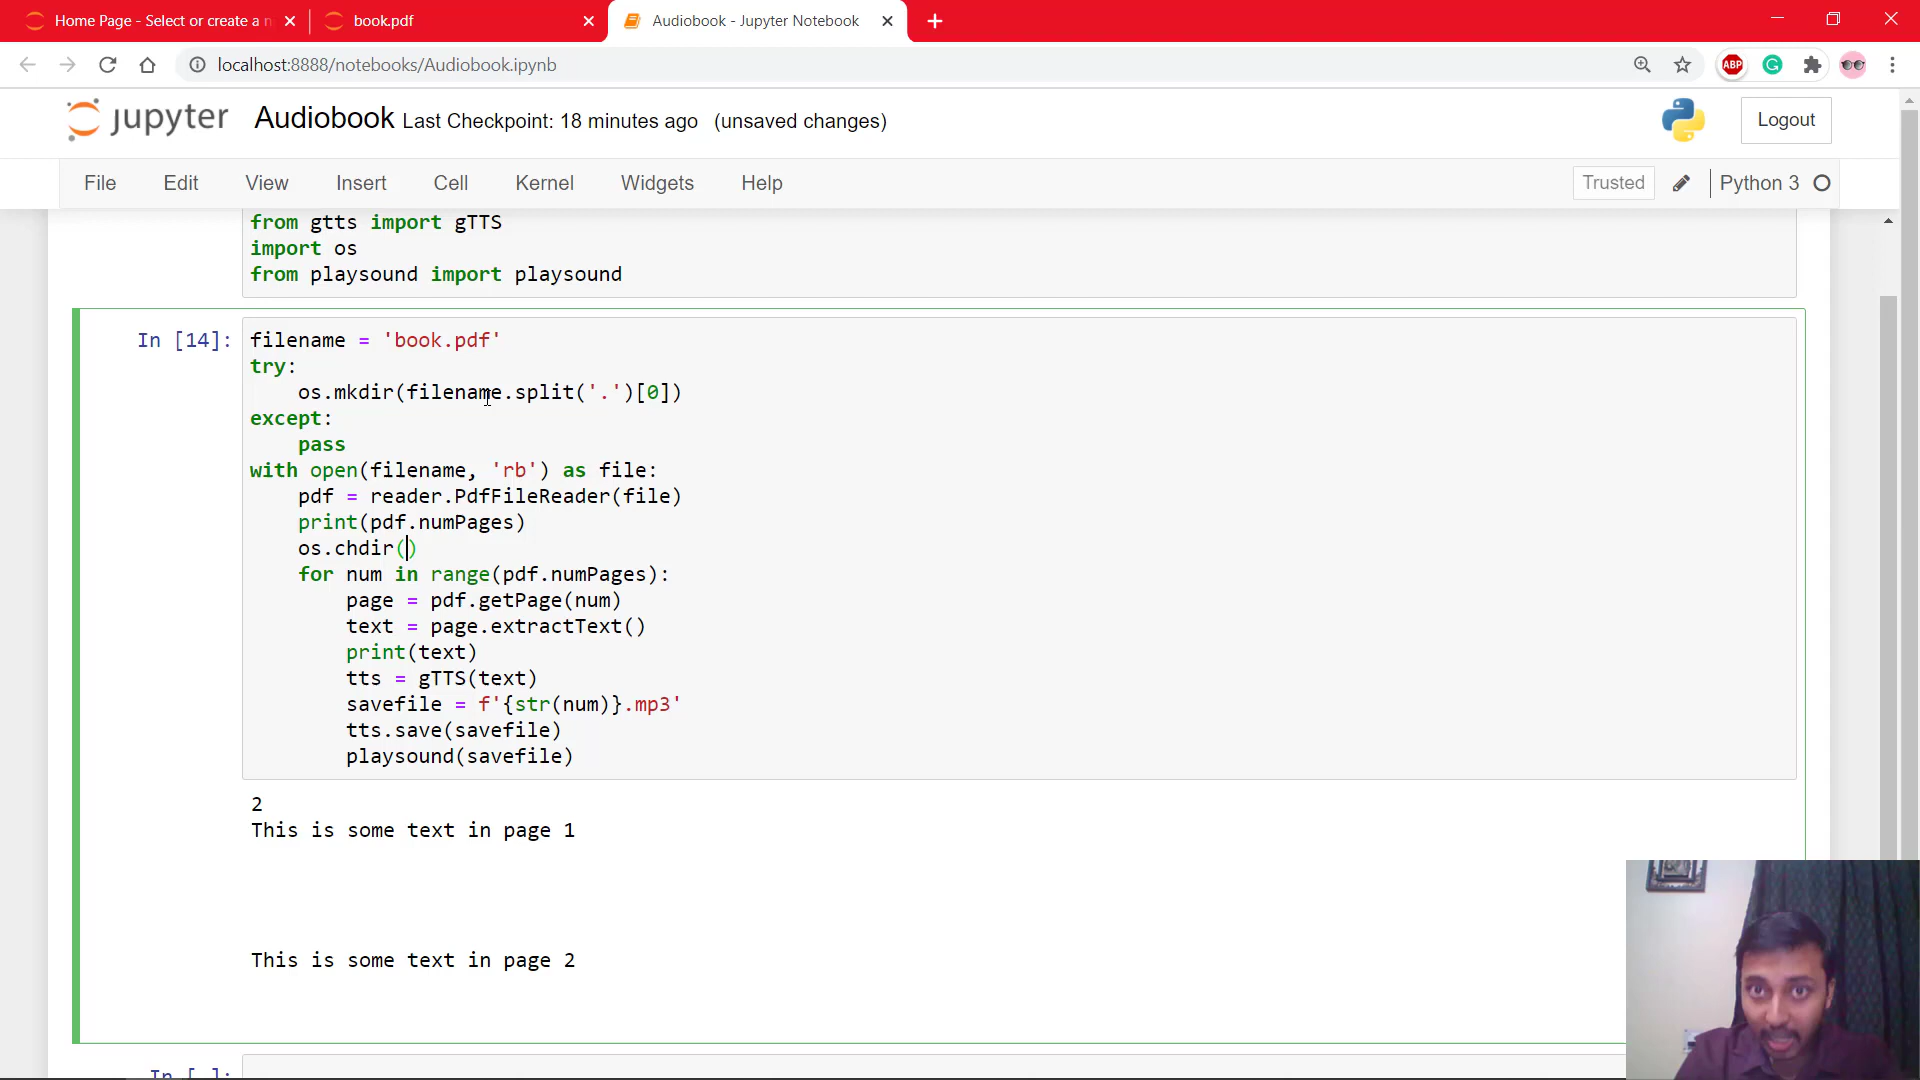 Home Page - Select or create a n
book.pdf
Audiobook - Jupyter Notebook
localhost:8888/notebooks/Audiobook.ipynb
ABP
jupyter
Audiobook Last Checkpoint: 18 minutes ago (unsaved changes)
Logout
File Edit View Insert Cell Kernel Widgets Help
Trusted
Python 3
from gtts import gTTS
import os
from playsound import playsound
In [14]:
filename = 'book.pdf'
try:
    os.mkdir(filename.split('.')[0])
except:
    pass
with open(filename, 'rb') as file:
    pdf = reader.PdfFileReader(file)
    print(pdf.numPages)
    os.chdir()
    for num in range(pdf.numPages):
        page = pdf.getPage(num)
        text = page.extractText()
        print(text)
        tts = gTTS(text)
        savefile = f'{str(num)}.mp3'
        tts.save(savefile)
        playsound(savefile)
2
This is some text in page 1
This is some text in page 2
In [ ]: